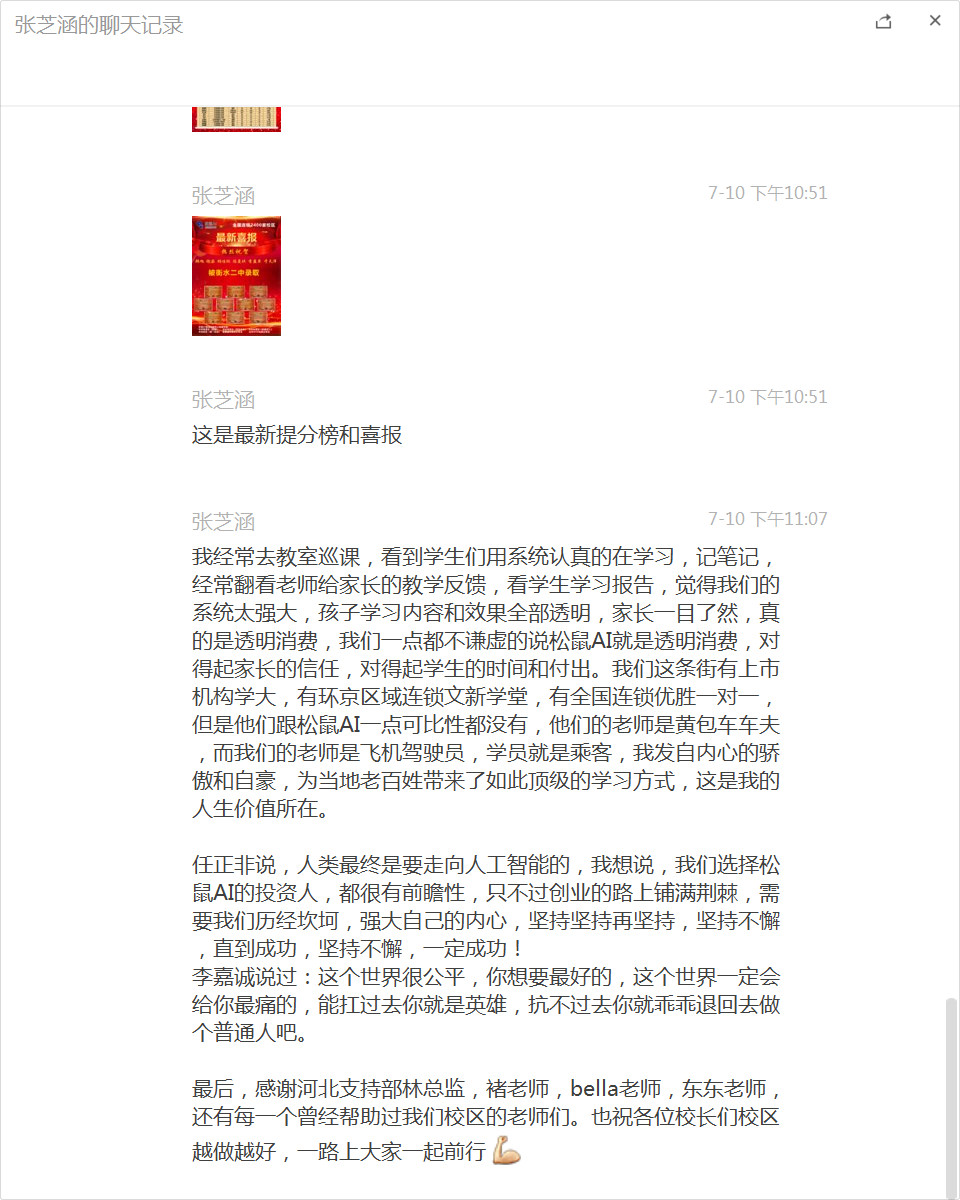 张芝涵的聊天记录
张芝涵
7-10 下午10:51
最新喜报
被衡水二中录取
张芝涵
7-10 下午10:51
这是最新提分榜和喜报
张芝涵
7-10 下午11:07
我经常去教室巡课，看到学生们用系统认真的在学习，记笔记，
经常翻看老师给家长的教学反馈，看学生学习报告，觉得我们的
系统太强大，孩子学习内容和效果全部透明，家长一目了然，真
的是透明消费，我们一点都不谦虚的说松鼠AI就是透明消费，对
得起家长的信任，对得起学生的时间和付出。我们这条街有上市
机构学大，有环京区域连锁文新学堂，有全国连锁优胜一对一，
但是他们跟松鼠AI一点可比性都没有，他们的老师是黄包车车夫
，而我们的老师是飞机驾驶员，学员就是乘客，我发自内心的骄
傲和自豪，为当地老百姓带来了如此顶级的学习方式，这是我的
人生价值所在。
任正非说，人类最终是要走向人工智能的，我想说，我们选择松
鼠AI的投资人，都很有前瞻性，只不过创业的路上铺满荆棘，需
要我们历经坎坷，强大自己的内心，坚持坚持再坚持，坚持不懈
，直到成功，坚持不懈，一定成功！
李嘉诚说过：这个世界很公平，你想要最好的，这个世界一定会
给你最痛的，能扛过去你就是英雄，抗不过去你就乖乖退回去做
个普通人吧。
最后，感谢河北支持部林总监，褚老师，bella老师，东东老师，
还有每一个曾经帮助过我们校区的老师们。也祝各位校长们校区
越做越好，一路上大家一起前行